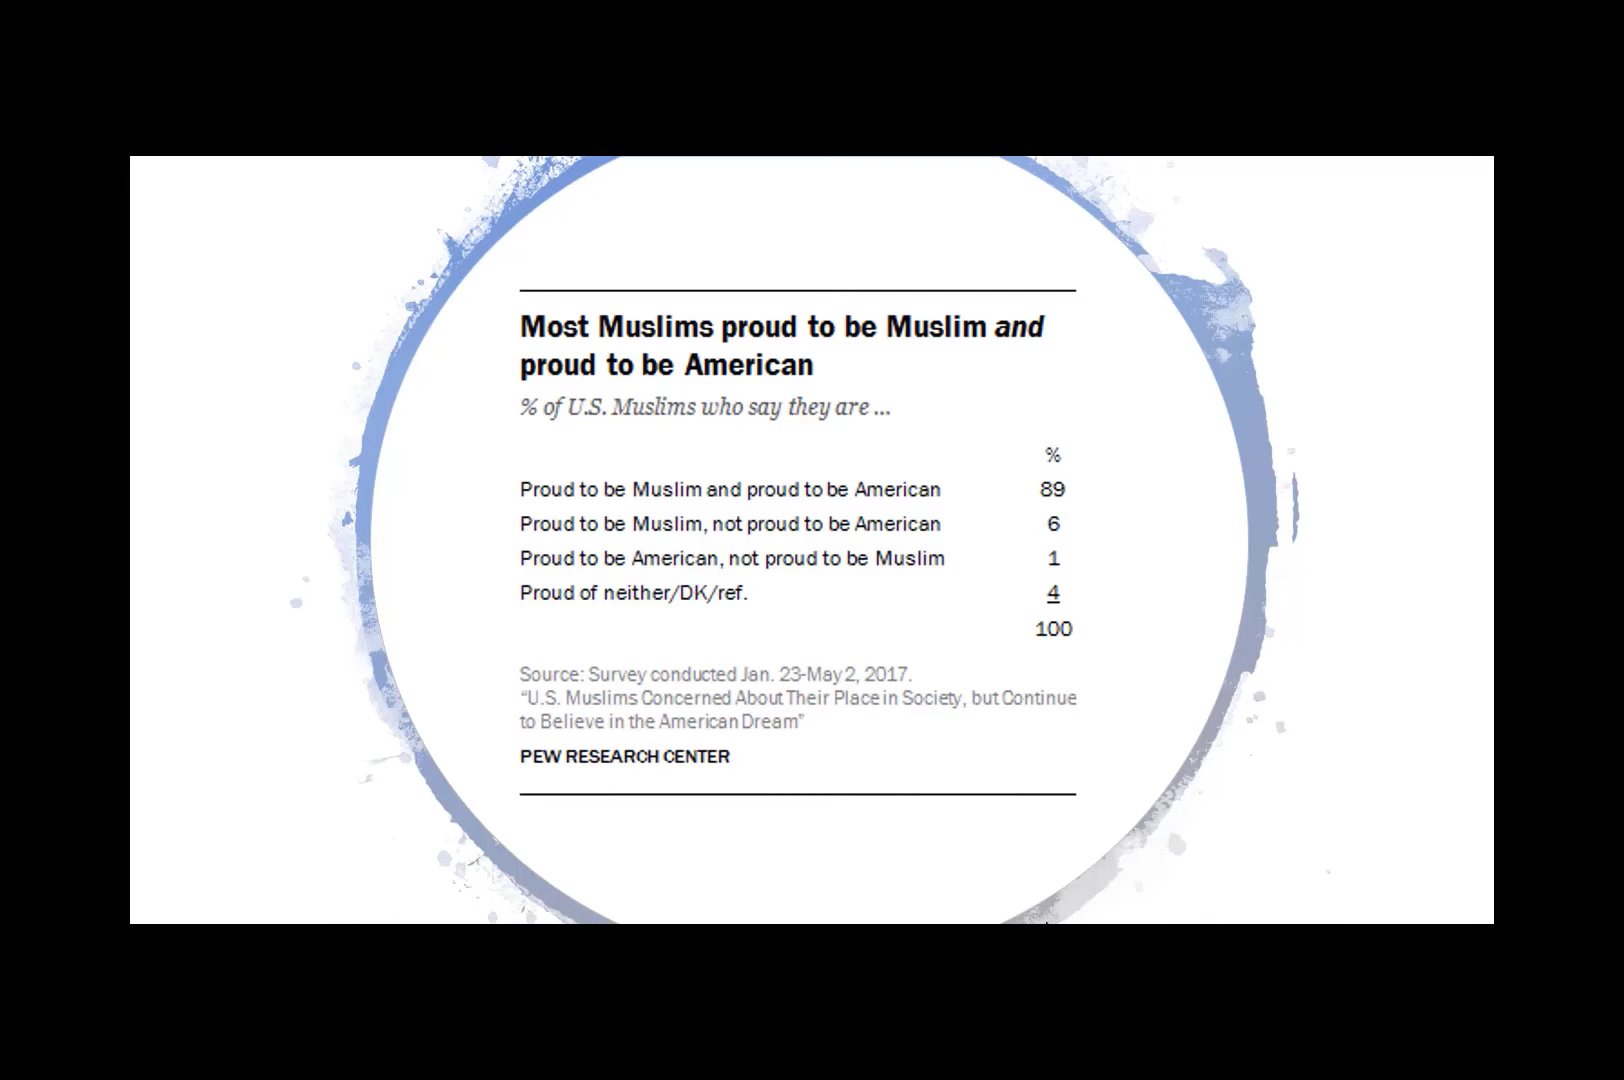 Most Muslims proud to be Muslim and
proud to be American
% of U.S. Muslims who say they are ...
%
Proud to be Muslim and proud to be American 89
Proud to be Muslim, not proud to be American 6
Proud to be American, not proud to be Muslim 1
Proud of neither/DK/ref. 4
100
Source: Survey conducted Jan. 23-May 2, 2017.
“U.S. Muslims Concerned About Their Place in Society, but Continue
to Believe in the American Dream”
PEW RESEARCH CENTER